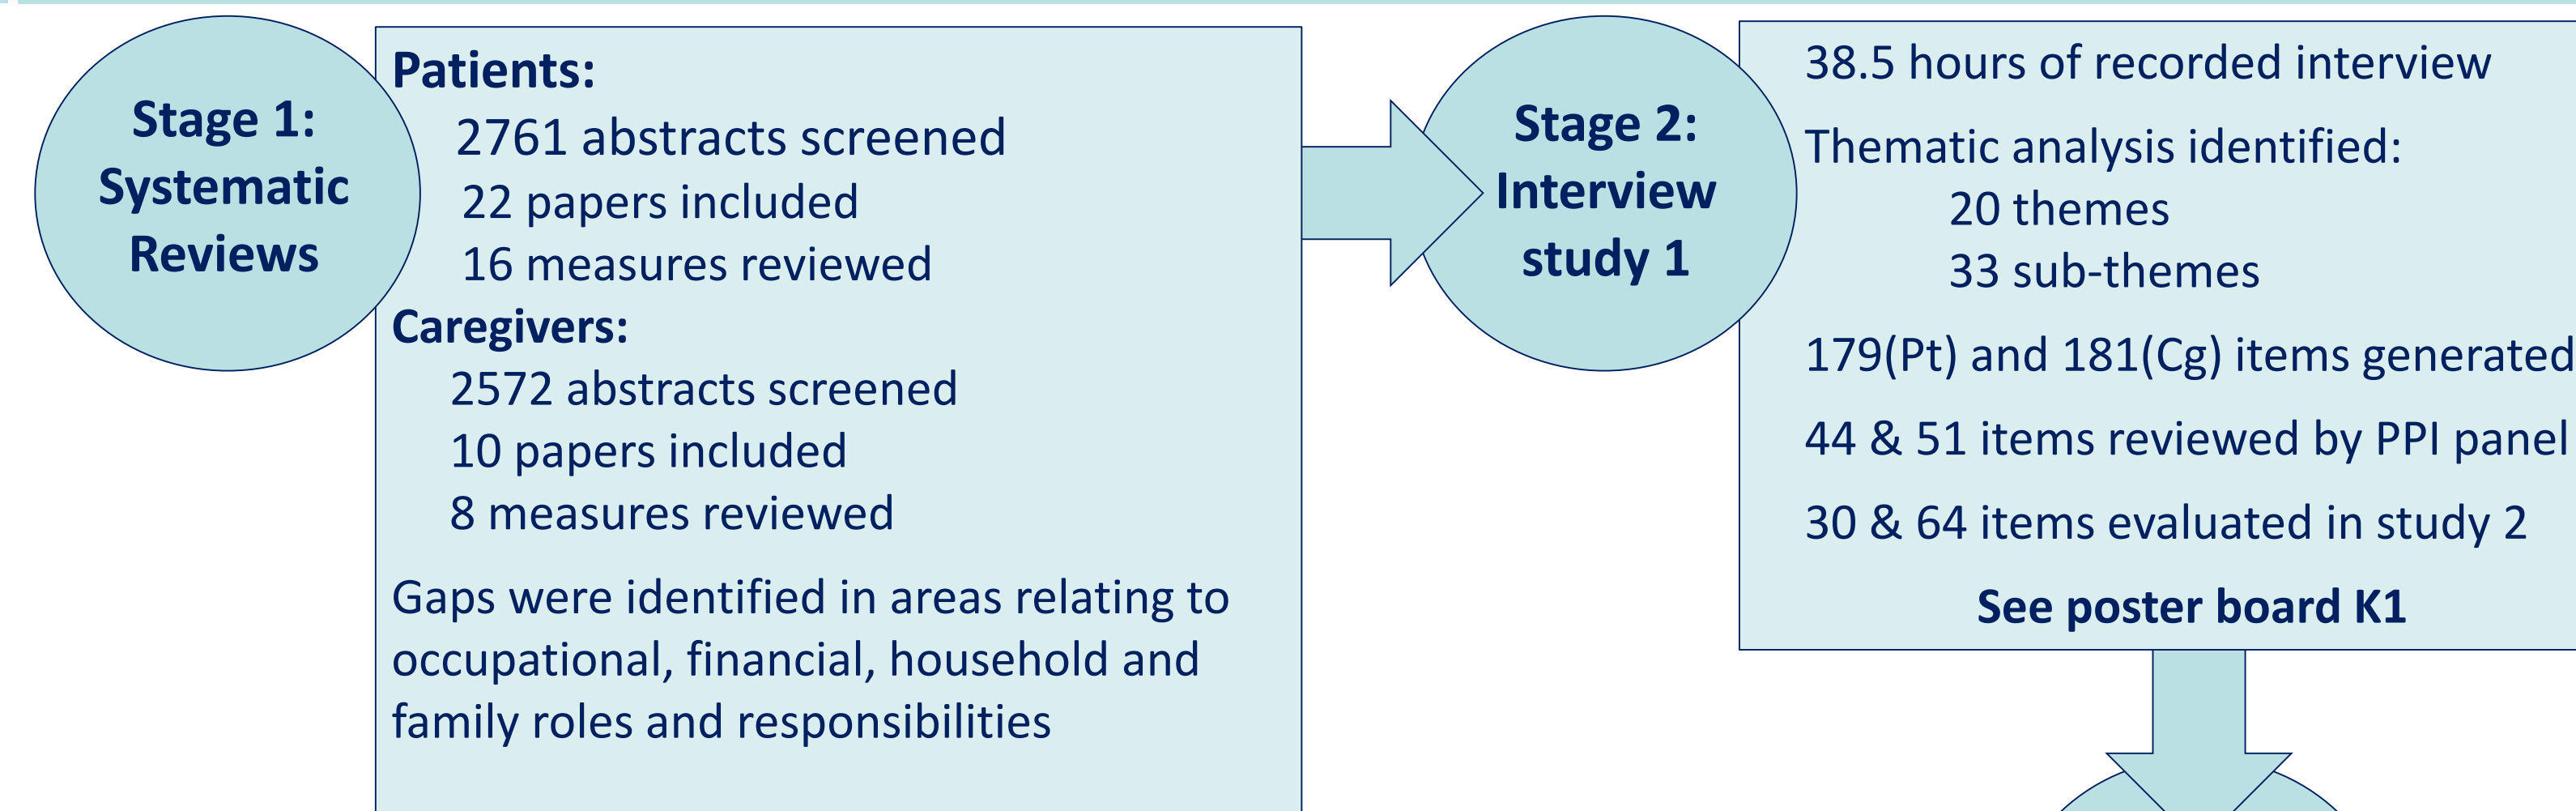 Stage 1:
Systematic
Reviews
Patients:
2761 abstracts screened
22 papers included
16 measures reviewed
Caregivers:
2572 abstracts screened
10 papers included
8 measures reviewed
Gaps were identified in areas relating to
occupational, financial, household and
family roles and responsibilities
Stage 2:
Interview
study 1
38.5 hours of recorded interview
Thematic analysis identified:
20 themes
33 sub-themes
179(Pt) and 181(Cg) items generated
44 & 51 items reviewed by PPI panel
30 & 64 items evaluated in study 2
See poster board K1